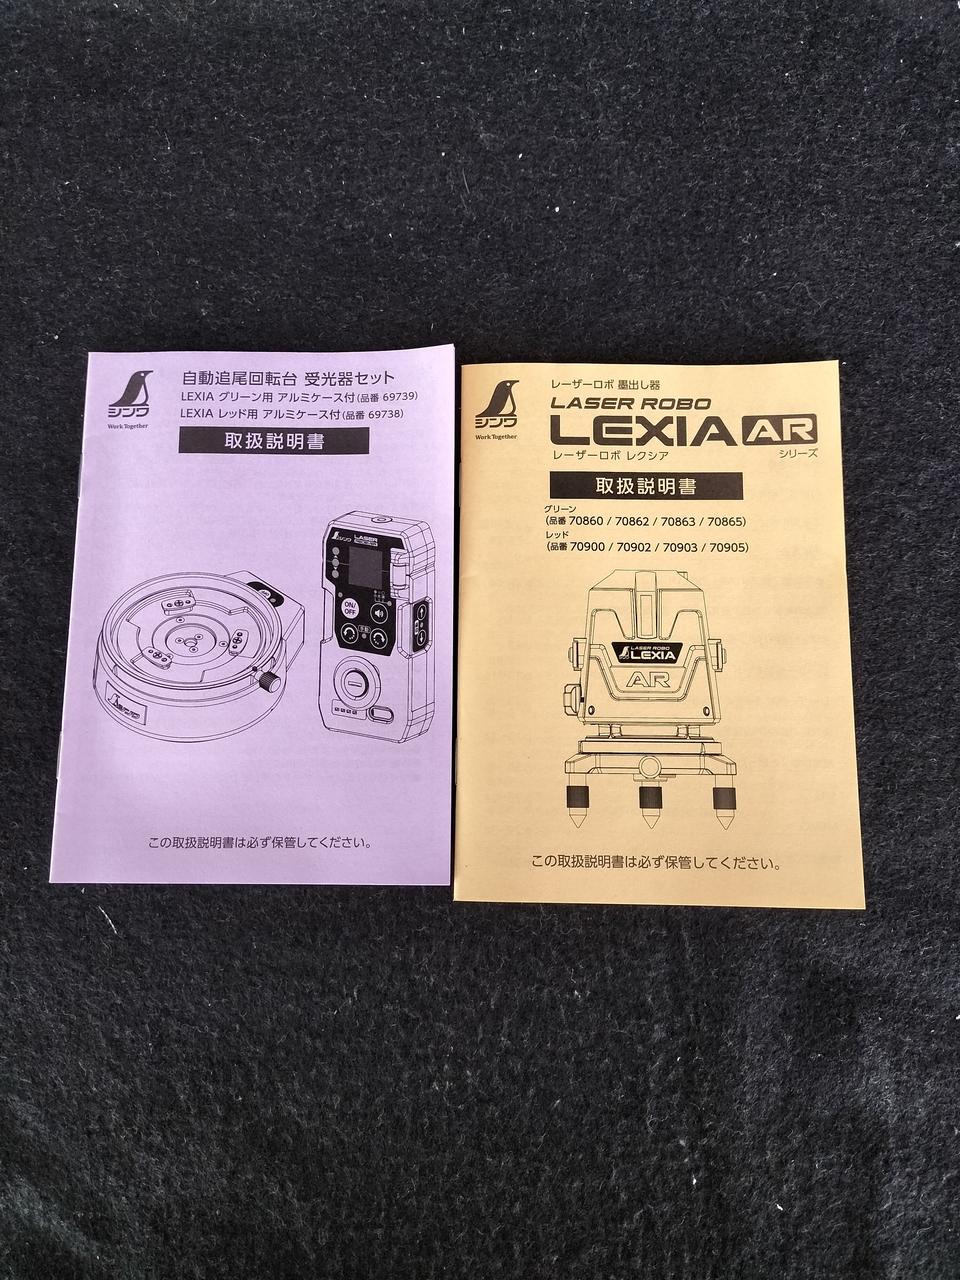 シンワ
Work Together
自動追尾回転台 受光器セット
LEXIA グリーン用 アルミケース付(品番 69739)
LEXIA レッド用 アルミケース付(品番 69738)
取扱説明書
シンワ
LASER
ON/
OFF
この取扱説明書は必ず保管してください。
シンワ
Work Together
レーザーロボ 墨出し器
LASER ROBO
LEXIA AR
レーザーロボ レクシア
シリーズ
取扱説明書
グリーン
(品番 70860 / 70862 / 70863 / 70865)
レッド
(品番 70900 / 70902 / 70903 / 70905)
LASER ROBO
LEXIA
AR
この取扱説明書は必ず保管してください。